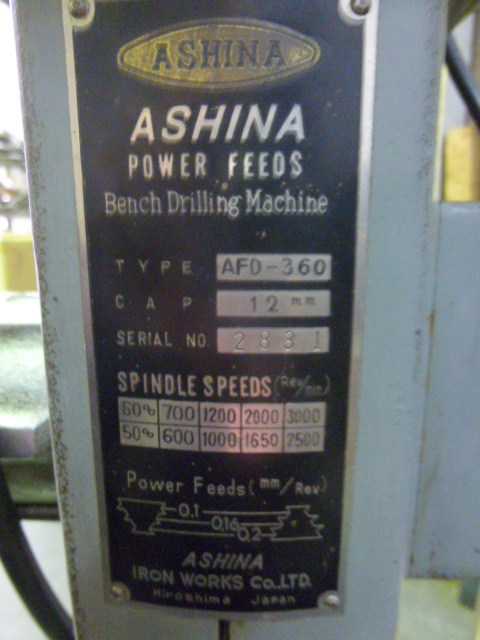 ASHINA
ASHINA
POWER FEEDS
Bench Drilling Machine
TYPE AFD-360
CAP 12 mm
SERIAL NO. 2831
SPINDLE SPEEDS (Rev/min)
60% 700 1200 2000 3000
50% 600 1000 1650 2500
Power Feeds (mm/Rev)
0.1
0.16
0.2
ASHINA
IRON WORKS Co.LTD.
Hiroshima Japan